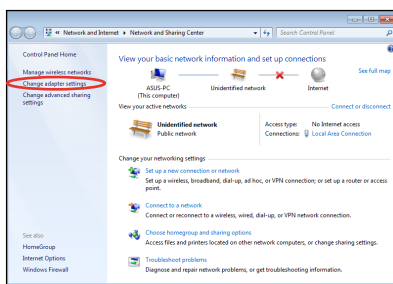 « Network and Internet ▸ Network and Sharing Center
Search Control Panel
Control Panel Home
Manage wireless networks
Change adapter settings
Change advanced sharing
settings
See also
HomeGroup
Internet Options
Windows Firewall
View your basic network information and set up connections
See full map
ASUS-PC
(This computer)
Unidentified network
Internet
View your active networks
Connect or disconnect
Unidentified network
Public network
Access type: No Internet access
Connections: Local Area Connection
Change your networking settings
Set up a new connection or network
Set up a wireless, broadband, dial-up, ad hoc, or VPN connection; or set up a router or access
point.
Connect to a network
Connect or reconnect to a wireless, wired, dial-up, or VPN network connection.
Choose homegroup and sharing options
Access files and printers located on other network computers, or change sharing settings.
Troubleshoot problems
Diagnose and repair network problems, or get troubleshooting information.